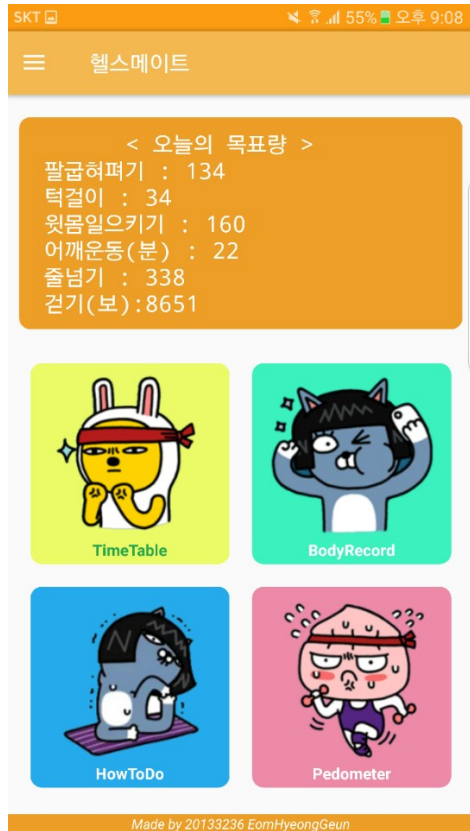 SKT 55% 오후 9:08
헬스메이트
< 오늘의 목표량 >
팔굽혀펴기 : 134
턱걸이 : 34
윗몸일으키기 : 160
어깨운동(분) : 22
줄넘기 : 338
걷기(보):8651
TimeTable
BodyRecord
HowToDo
Pedometer
Made by 20133236 EomHyeongGeun